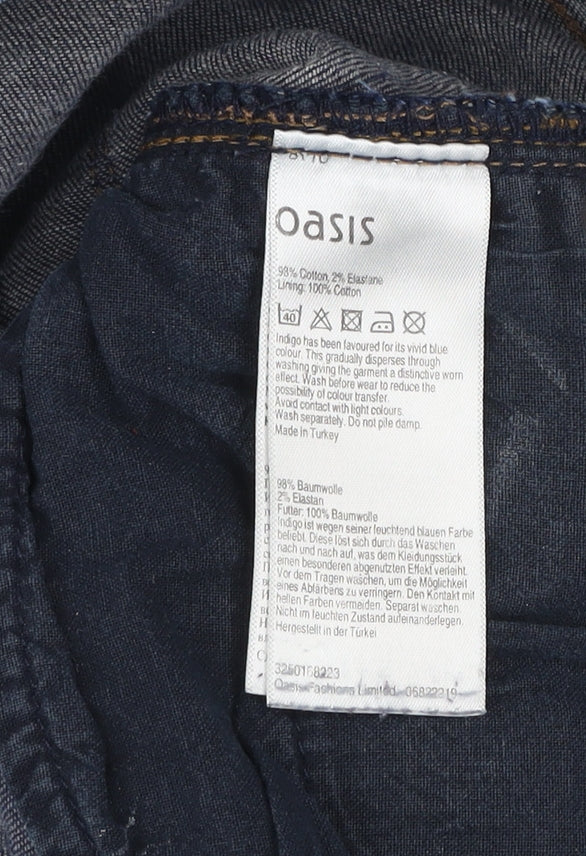 oasis
98% Cotton, 2% Elastane
Lining: 100% Cotton
40
Indigo has been favoured for its vivid blue
colour. This gradually disperses through
washing giving the garment a distinctive worn
effect. Wash before wear to reduce the
possibility of colour transfer.
Avoid contact with light colours.
Wash separately. Do not pile damp.
Made in Turkey
98% Baumwolle
2% Elastan
Futter: 100% Baumwolle
Indigo ist wegen seiner leuchtend blauen Farbe
beliebt. Diese löst sich durch das Waschen
nach und nach auf, was dem Kleidungsstück
einen besonderen abgenutzten Effekt verleiht.
Vor dem Tragen waschen, um die Möglichkeit
eines Abfärbens zu verringern. Den Kontakt mit
hellen Farben vermeiden. Separat waschen.
Nicht im feuchten Zustand aufeinanderlegen.
Hergestellt in der Türkei
3250168223
Oasis Fashions Limited 06822219